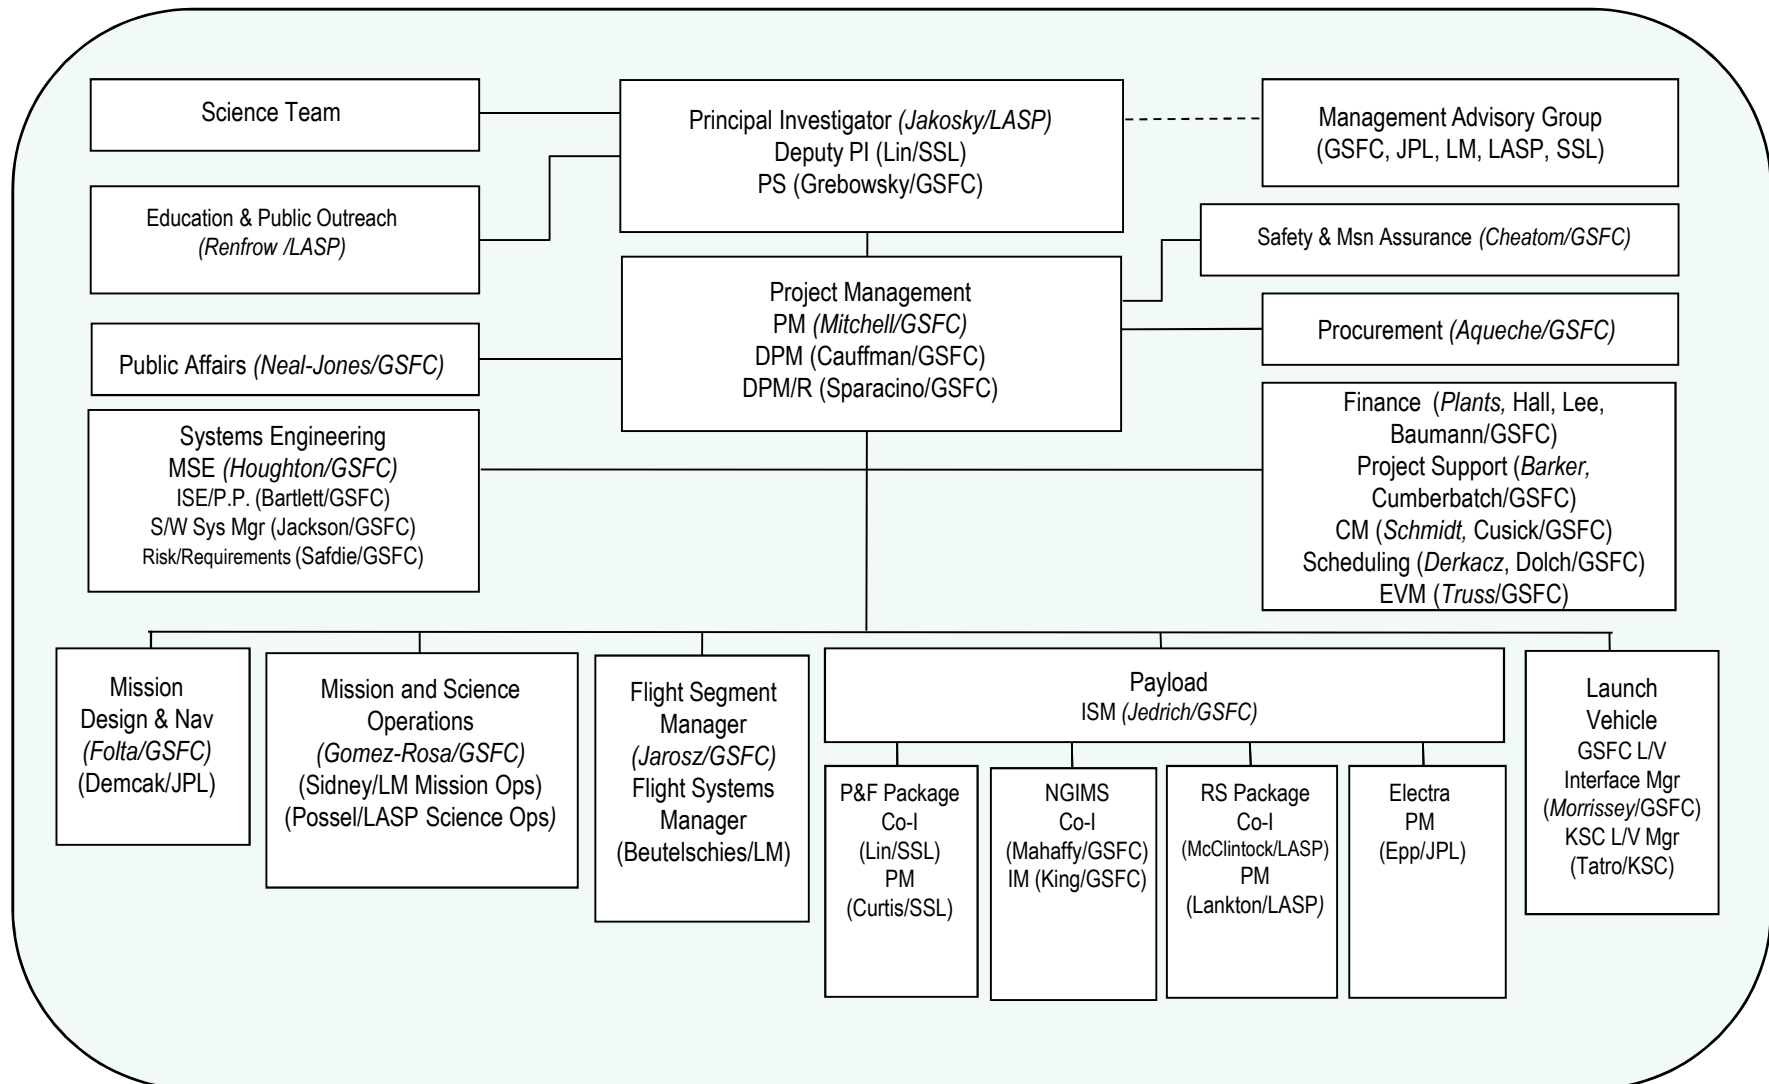 Science Team
Principal Investigator (Jakosky/LASP)
Deputy PI (Lin/SSL)
PS (Grebowsky/GSFC)
Management Advisory Group
(GSFC, JPL, LM, LASP, SSL)
Education & Public Outreach
(Renfrow /LASP)
Safety & Msn Assurance (Cheatom/GSFC)
Project Management
PM (Mitchell/GSFC)
DPM (Cauffman/GSFC)
DPM/R (Sparacino/GSFC)
Procurement (Aqueche/GSFC)
Public Affairs (Neal-Jones/GSFC)
Systems Engineering
MSE (Houghton/GSFC)
ISE/P.P. (Bartlett/GSFC)
S/W Sys Mgr (Jackson/GSFC)
Risk/Requirements (Safdie/GSFC)
Finance (Plants, Hall, Lee,
Baumann/GSFC)
Project Support (Barker,
Cumberbatch/GSFC)
CM (Schmidt, Cusick/GSFC)
Scheduling (Derkacz, Dolch/GSFC)
EVM (Truss/GSFC)
Mission
Design & Nav
(Folta/GSFC)
(Demcak/JPL)
Mission and Science
Operations
(Gomez-Rosa/GSFC)
(Sidney/LM Mission Ops)
(Possel/LASP Science Ops)
Flight Segment
Manager
(Jarosz/GSFC)
Flight Systems
Manager
(Beutelschies/LM)
Payload
ISM (Jedrich/GSFC)
P&F Package
Co-I
(Lin/SSL)
PM
(Curtis/SSL)
NGIMS
Co-I
(Mahaffy/GSFC)
IM (King/GSFC)
RS Package
Co-I
(McClintock/LASP)
PM
(Lankton/LASP)
Electra
PM
(Epp/JPL)
Launch
Vehicle
GSFC L/V
Interface Mgr
(Morrissey/GSFC)
KSC L/V Mgr
(Tatro/KSC)